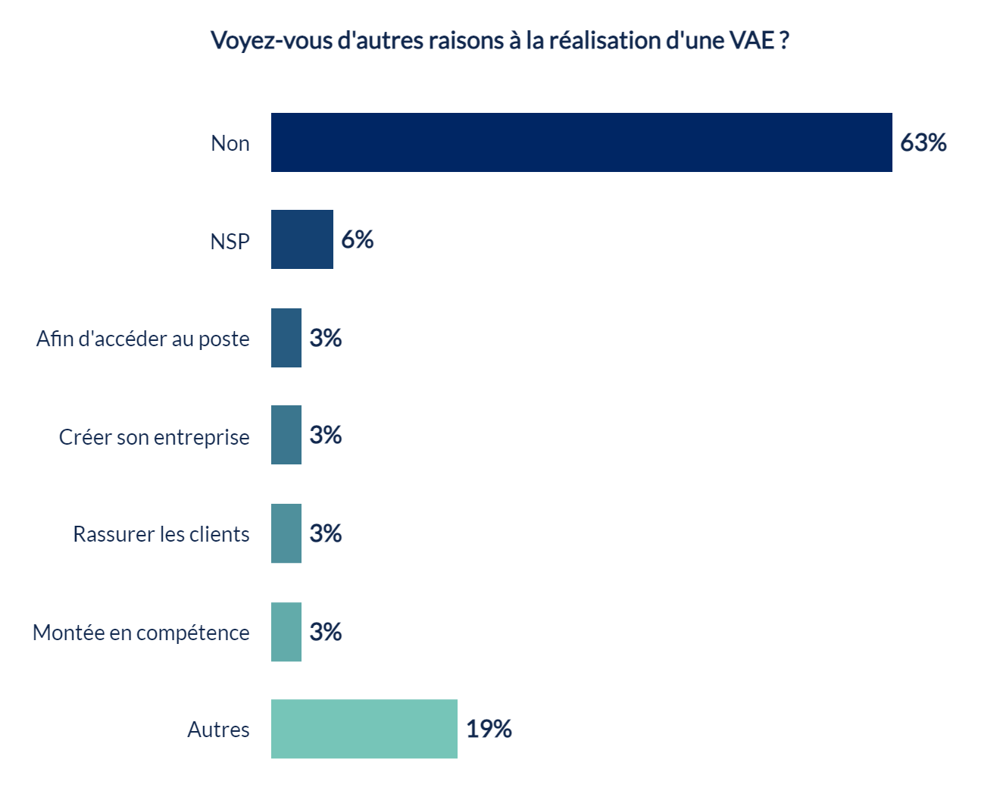 Voyez-vous d'autres raisons à la réalisation d'une VAE ?
Non 63%
NSP 6%
Afin d'accéder au poste 3%
Créer son entreprise 3%
Rassurer les clients 3%
Montée en compétence 3%
Autres 19%